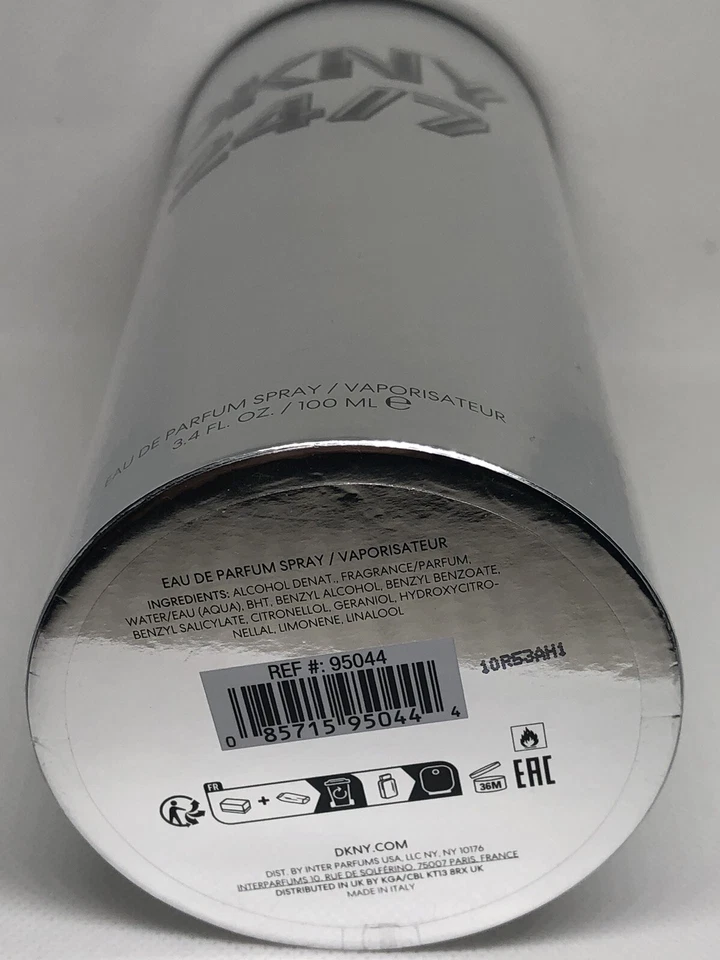 DKNY
24/7
EAU DE PARFUM SPRAY / VAPORISATEUR
3.4 FL. OZ. / 100 ML e
EAU DE PARFUM SPRAY / VAPORISATEUR
INGREDIENTS: ALCOHOL DENAT., FRAGRANCE/PARFUM,
WATER/EAU (AQUA), BHT, BENZYL ALCOHOL, BENZYL BENZOATE,
BENZYL SALICYLATE, CITRONELLOL, GERANIOL, HYDROXYCITRO-
NELLAL, LIMONENE, LINALOOL
REF #: 95044
0 85715 95044 4
10R53AH1
FR
+
36M
EAC
DKNY.COM
DIST. BY INTER PARFUMS USA, LLC NY, NY 10176
INTERPARFUMS 10, RUE DE SOLFÉRINO, 75007 PARIS, FRANCE
DISTRIBUTED IN UK BY KGA/CBL KT13 8RX UK
MADE IN ITALY